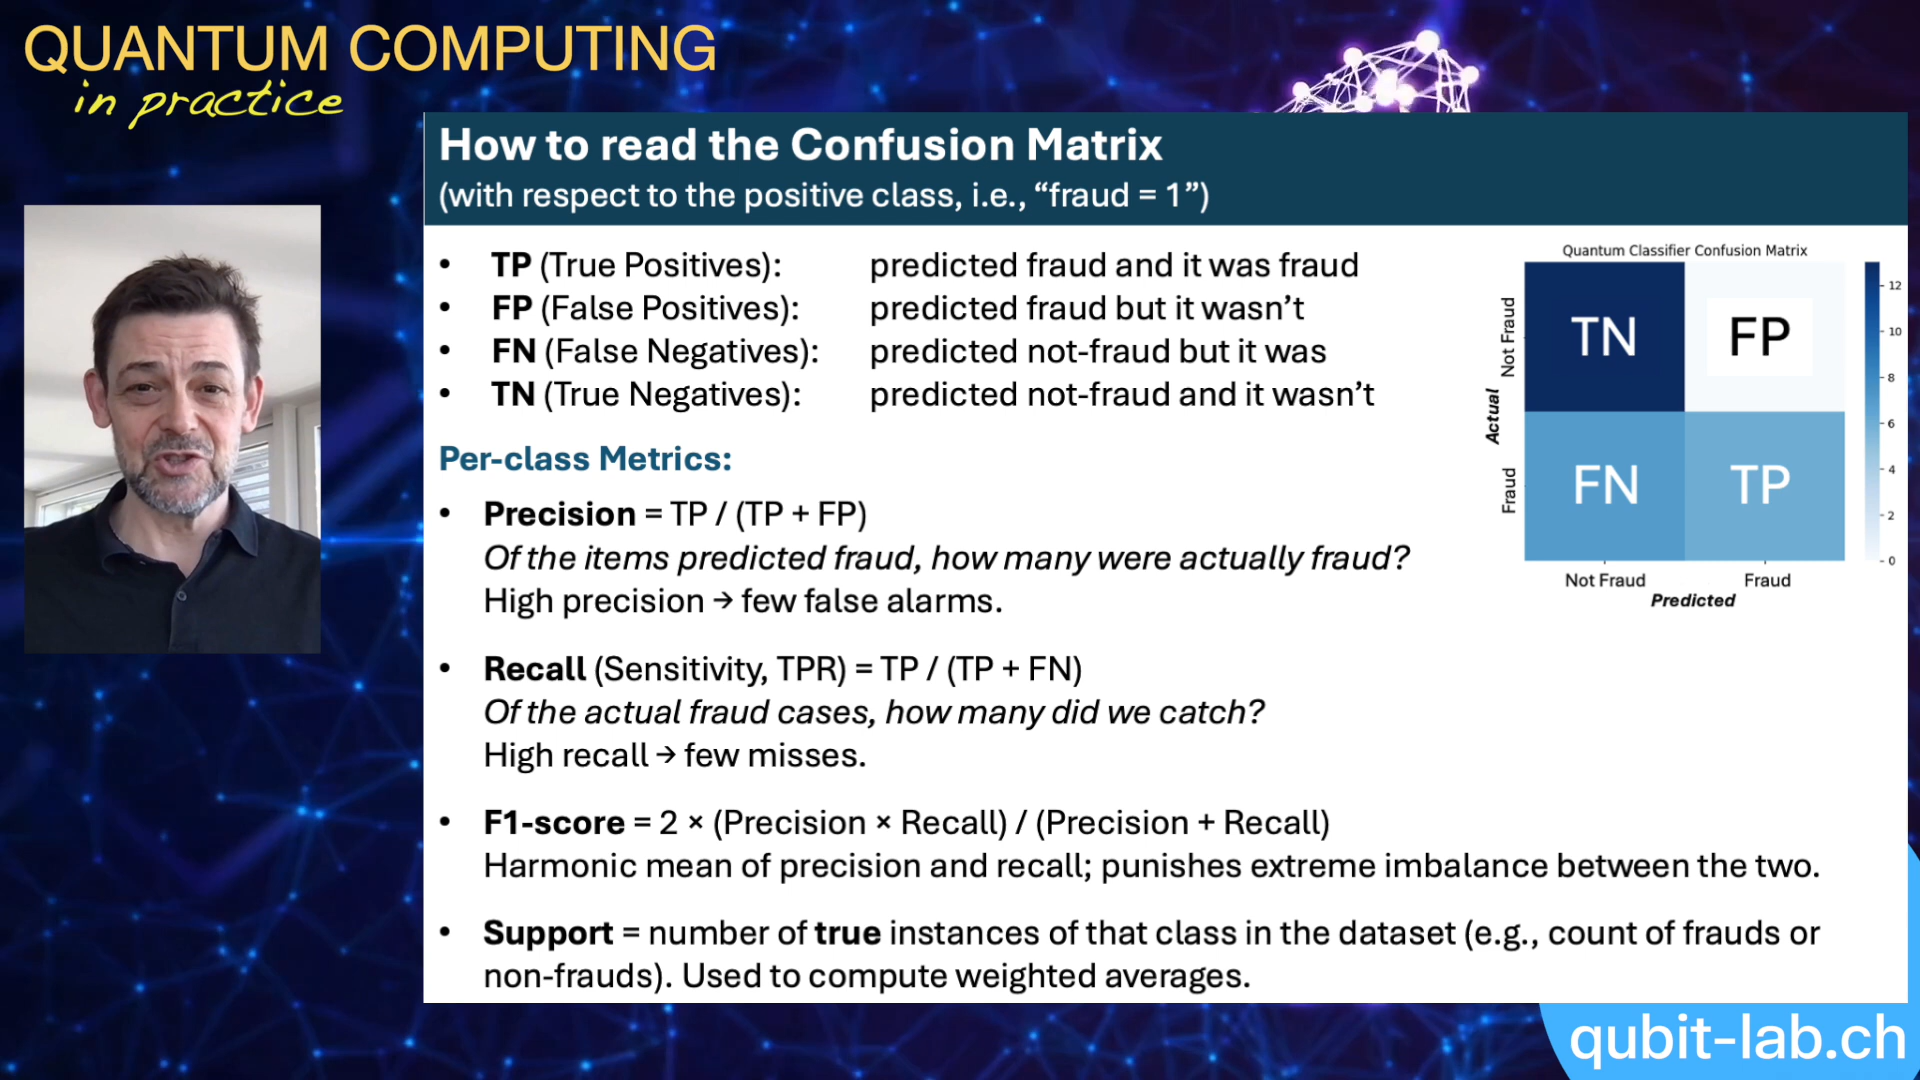 QUANTUM COMPUTING
in practice
How to read the Confusion Matrix
(with respect to the positive class, i.e., “fraud = 1”)
• TP (True Positives): predicted fraud and it was fraud
• FP (False Positives): predicted fraud but it wasn’t
• FN (False Negatives): predicted not-fraud but it was
• TN (True Negatives): predicted not-fraud and it wasn’t
Per-class Metrics:
• Precision = TP / (TP + FP)
Of the items predicted fraud, how many were actually fraud?
High precision → few false alarms.
• Recall (Sensitivity, TPR) = TP / (TP + FN)
Of the actual fraud cases, how many did we catch?
High recall → few misses.
• F1-score = 2 × (Precision × Recall) / (Precision + Recall)
Harmonic mean of precision and recall; punishes extreme imbalance between the two.
• Support = number of true instances of that class in the dataset (e.g., count of frauds or
non-frauds). Used to compute weighted averages.
Quantum Classifier Confusion Matrix
Actual
Not Fraud
Fraud
TN FP
FN TP
Not Fraud Fraud
Predicted
12
10
8
6
4
2
0
qubit-lab.ch